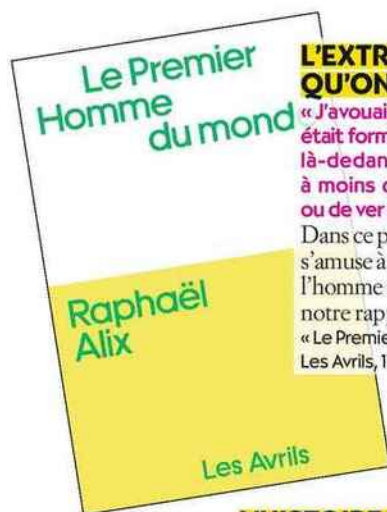 Le Premier
Homme
du monde
Raphaël
Alix
Les Avrils
L'EXTR
QU'ON
« J'avouai
était form
là-dedan
à moins
ou de ver
Dans ce p
s'amuse à
l'homme
notre rap
« Le Premie
Les Avrils, 1